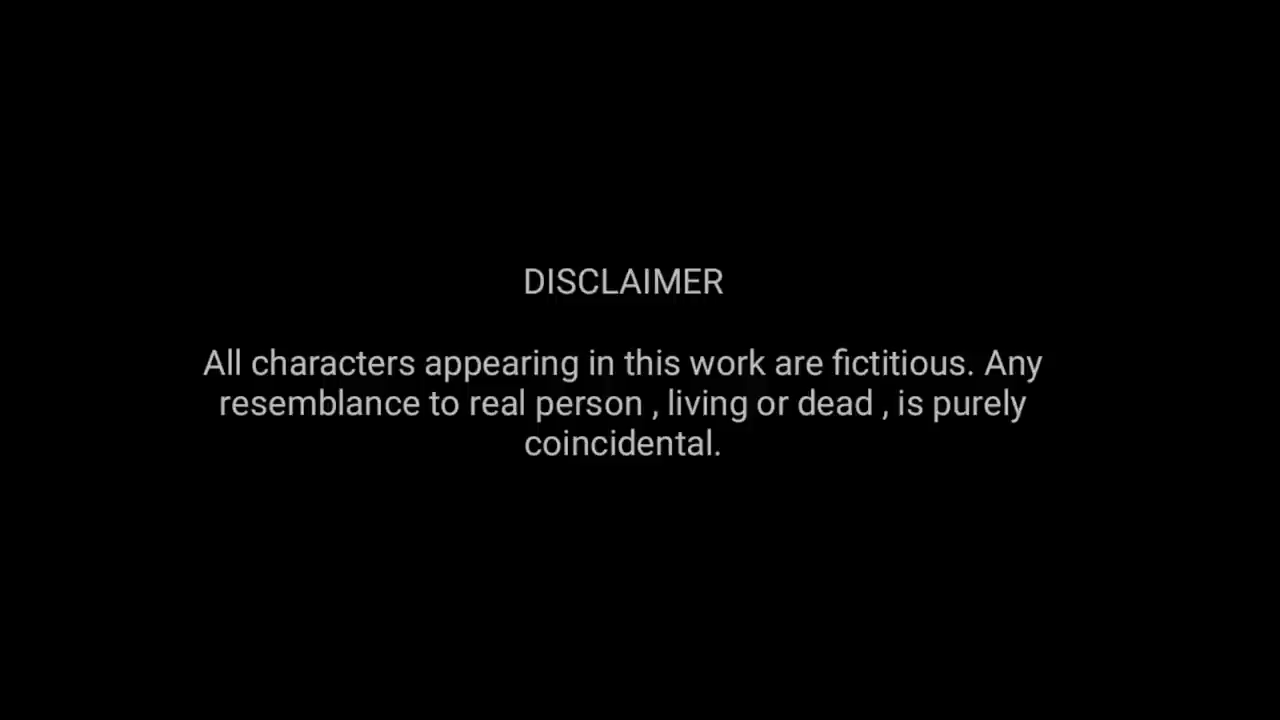 DISCLAIMER
All characters appearing in this work are fictitious. Any
resemblance to real person , living or dead , is purely
coincidental.